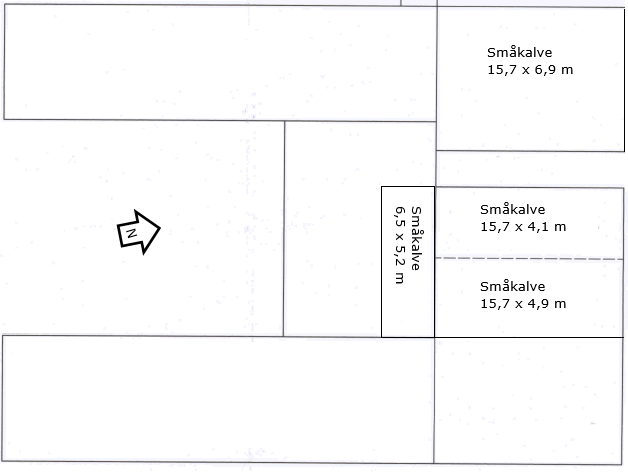 Småkalve
15,7 x 6,9 m
Småkalve
15,7 x 4,1 m
Småkalve
6,5 x 5,2 m
N
Småkalve
15,7 x 4,9 m